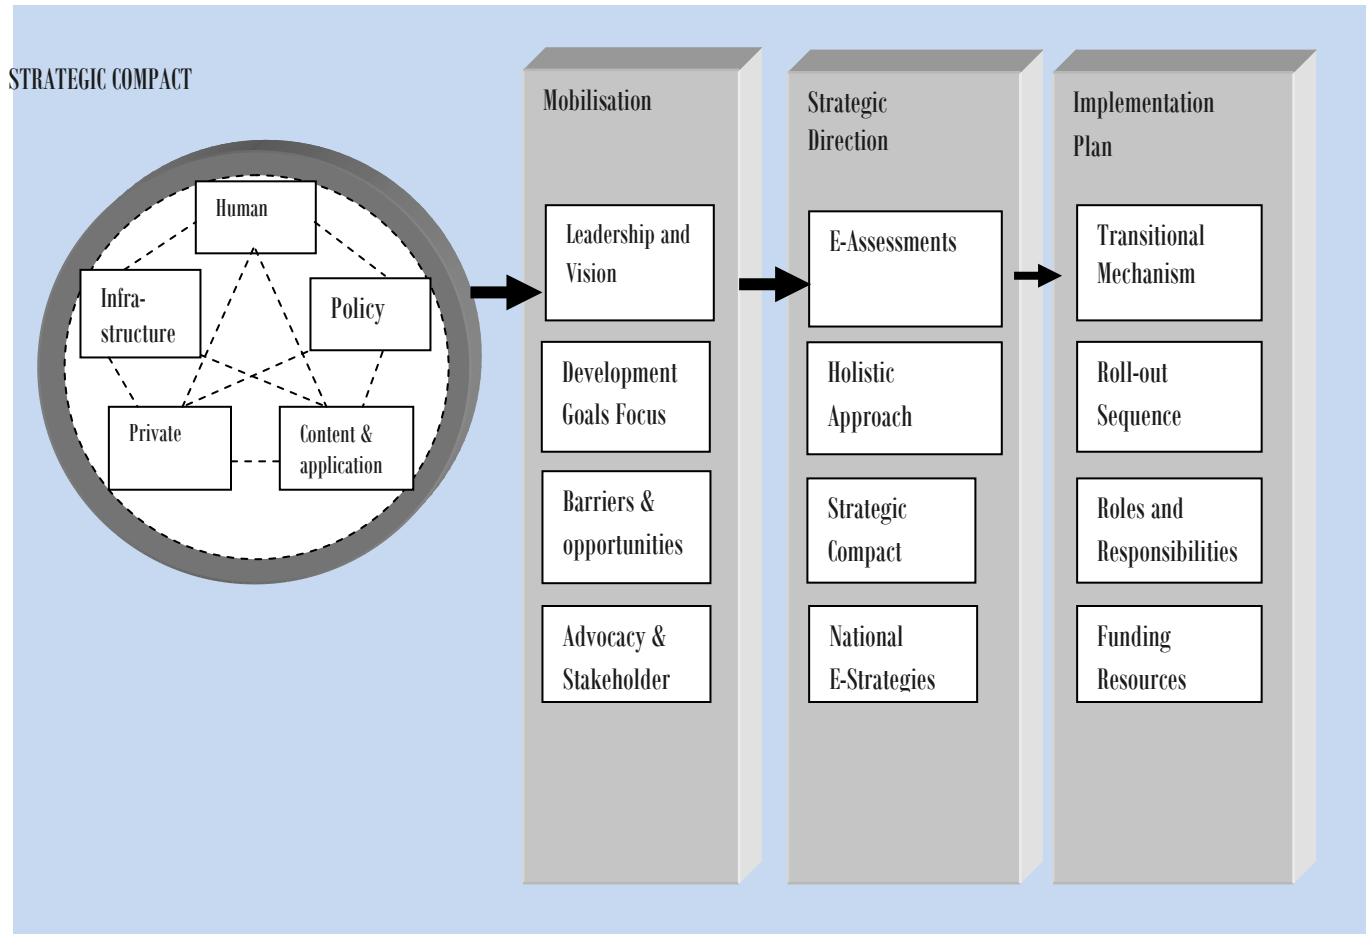 STRATEGIC COMPACT
Human
Infra-
structure
Policy
Private
Content &
application
Mobilisation
Leadership and
Vision
Development
Goals Focus
Barriers &
opportunities
Advocacy &
Stakeholder
Strategic
Direction
E-Assessments
Holistic
Approach
Strategic
Compact
National
E-Strategies
Implementation
Plan
Transitional
Mechanism
Roll-out
Sequence
Roles and
Responsibilities
Funding
Resources